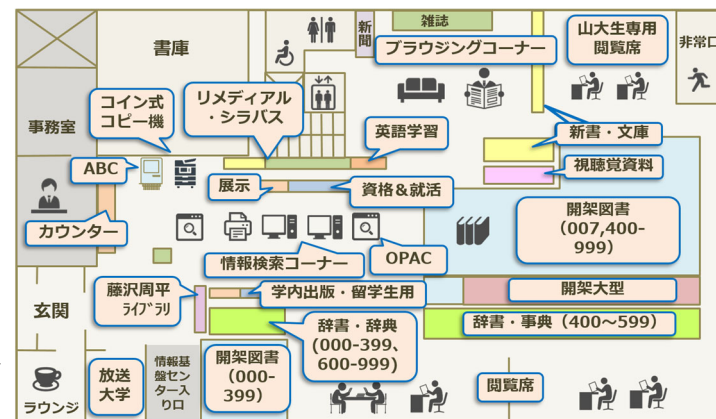 書庫
新聞
雑誌
ブラウジングコーナー
山大生専用
閲覧席
非常口
事務室
コイン式
コピー機
リメディアル
・シラバス
英語学習
新書・文庫
ABC
展示
資格&就活
視聴覚資料
カウンター
情報検索コーナー
OPAC
開架図書
(007,400-
999)
玄関
藤沢周平
ライブラリ
学内出版・留学生用
開架大型
辞書・辞典
(000-399、
600-999)
辞書・事典(400~599)
ラウンジ
放送
大学
情報基
盤セン
ター入
り口
開架図書
(000-
399)
閲覧席